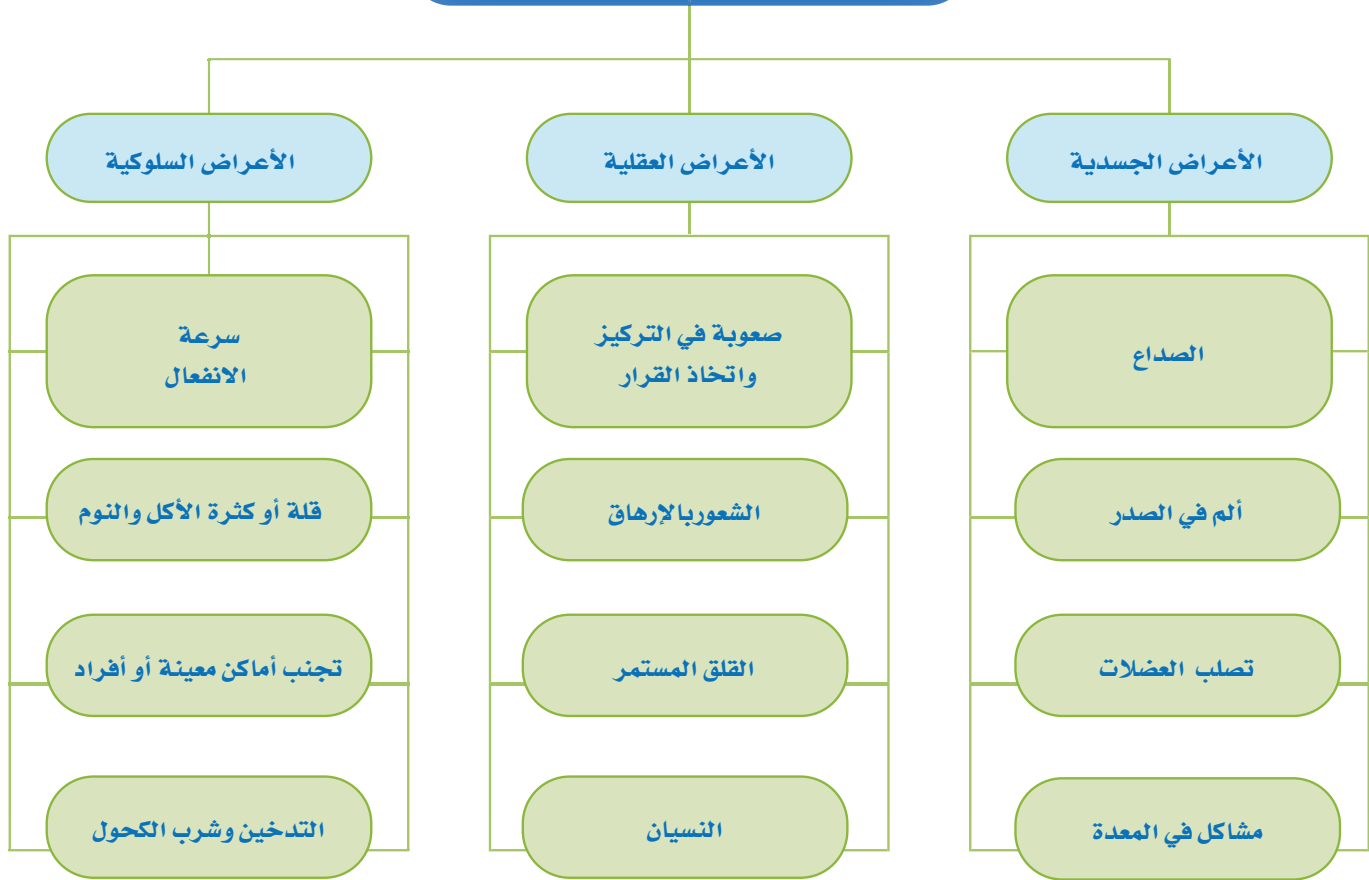 الأعراض الجسدية
الصداع
ألم في الصدر
تصلب العضلات
مشاكل في المعدة
الأعراض العقلية
صعوبة في التركيز
واتخاذ القرار
الشعوربالإرهاق
القلق المستمر
النسيان
الأعراض السلوكية
سرعة
الانفعال
قلة أو كثرة الأكل والنوم
تجنب أماكن معينة أو أفراد
التدخين وشرب الكحول